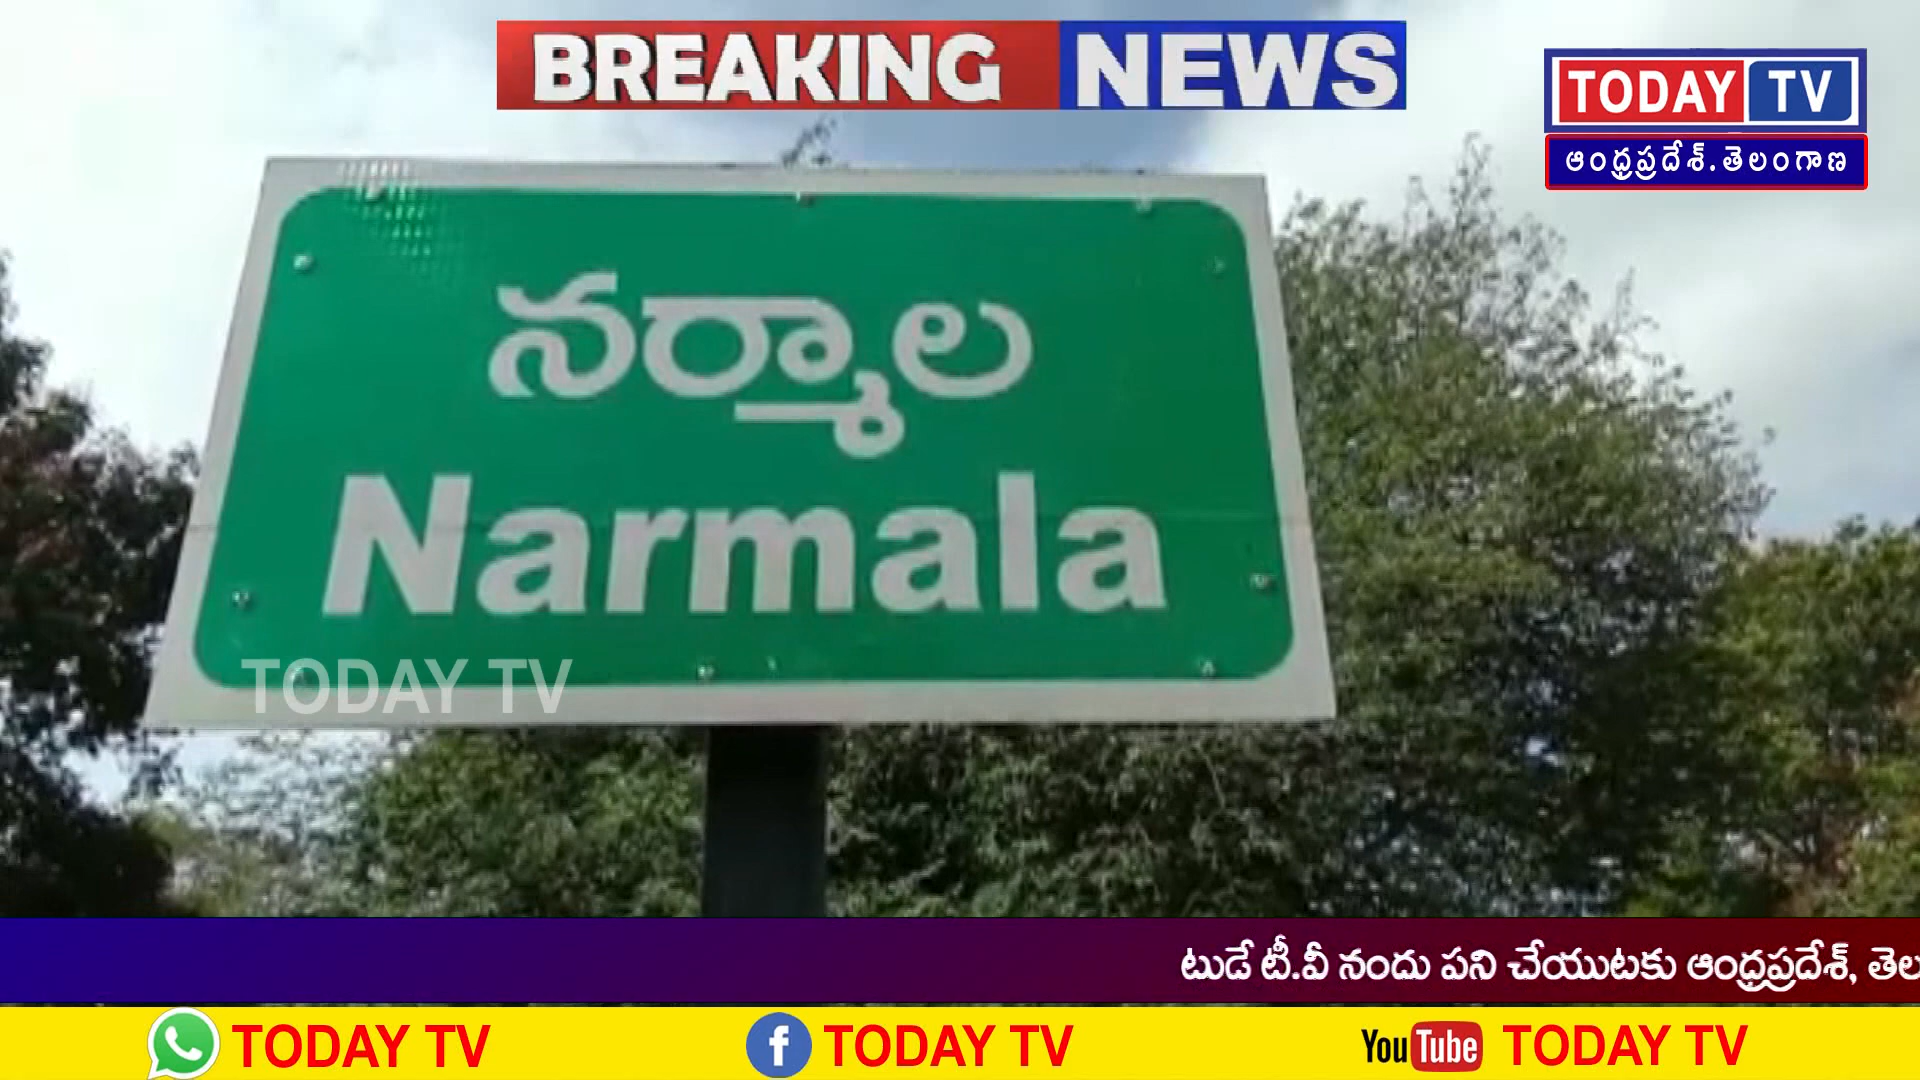 BREAKING NEWS
TODAY TV
ఆంధ్రప్రదేశ్.తెలంగాణ
నర్మాల
Narmala
TODAY TV
టుడే టీ.వీ నందు పని చేయుటకు ఆంధ్రప్రదేశ్,
TODAY TV
TODAY TV
YouTube TODAY TV